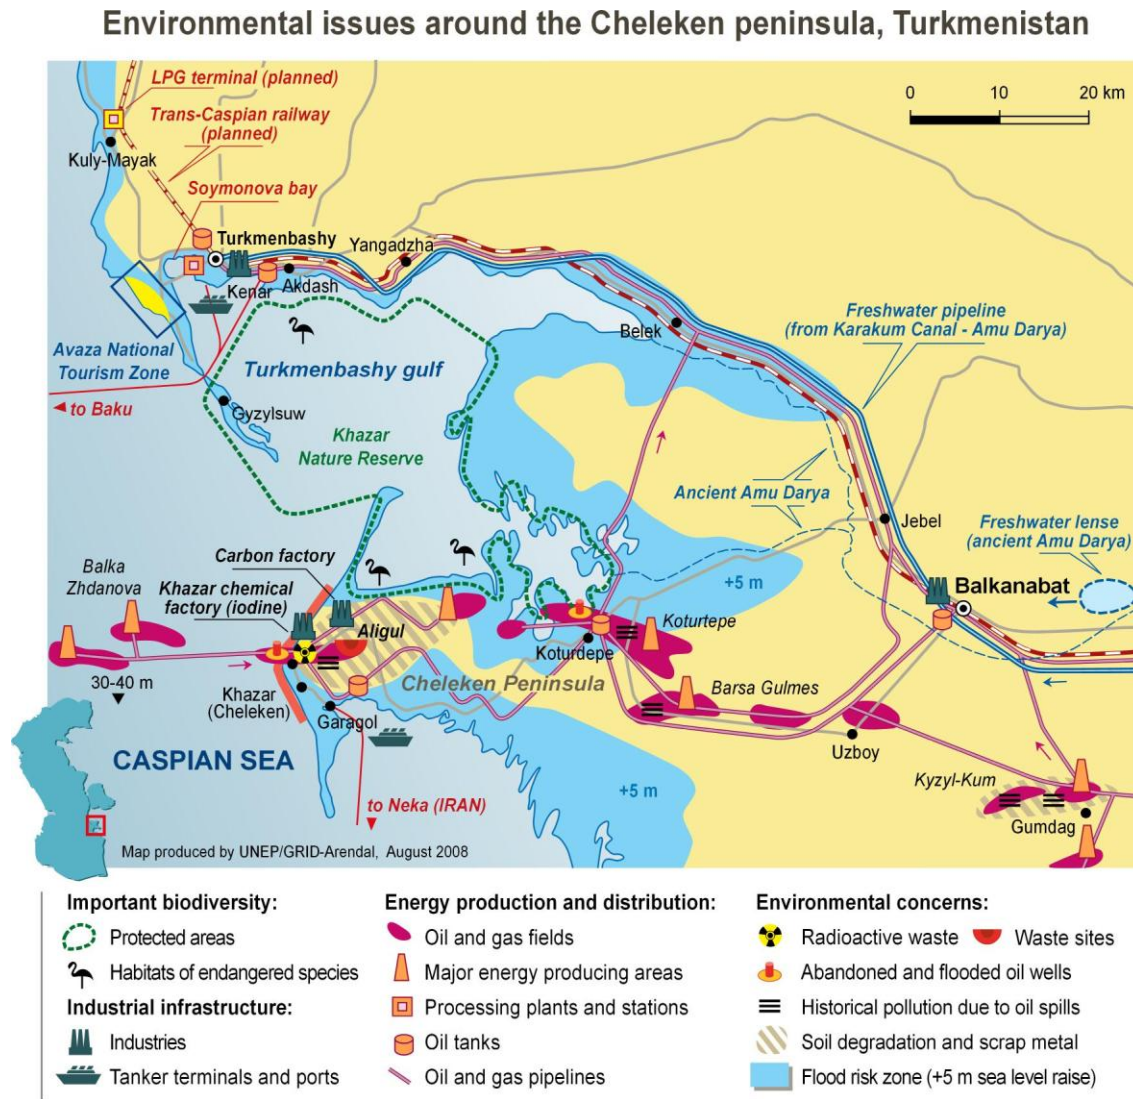 Environmental issues around the Cheleken peninsula, Turkmenistan
LPG terminal (planned)
0 10 20 km
Trans-Caspian railway
(planned)
Kuly-Mayak
Soymonova bay
Turkmenbashy
Yangadzha
Kenar
Akdash
Belek
Freshwater pipeline
(from Karakum Canal - Amu Darya)
Avaza National
Tourism Zone
Turkmenbashy gulf
to Baku
Gyzylsuw
Khazar
Nature Reserve
Ancient Amu Darya
Jebel
Freshwater lense
(ancient Amu Darya)
Carbon factory
Balka
Zhdanova
Khazar chemical
factory (iodine)
+5 m
Balkanabat
Aligul
Koturtepe
Koturdepe
30-40 m
Khazar
(Cheleken)
Cheleken Peninsula
Barsa Gulmes
Garagol
Uzboy
CASPIAN SEA
+5 m
Kyzyl-Kum
to Neka (IRAN)
Gumdag
Map produced by UNEP/GRID-Arendal, August 2008
Important biodiversity:
Protected areas
Habitats of endangered species
Industrial infrastructure:
Industries
Tanker terminals and ports
Energy production and distribution:
Oil and gas fields
Major energy producing areas
Processing plants and stations
Oil tanks
Oil and gas pipelines
Environmental concerns:
Radioactive waste Waste sites
Abandoned and flooded oil wells
Historical pollution due to oil spills
Soil degradation and scrap metal
Flood risk zone (+5 m sea level raise)